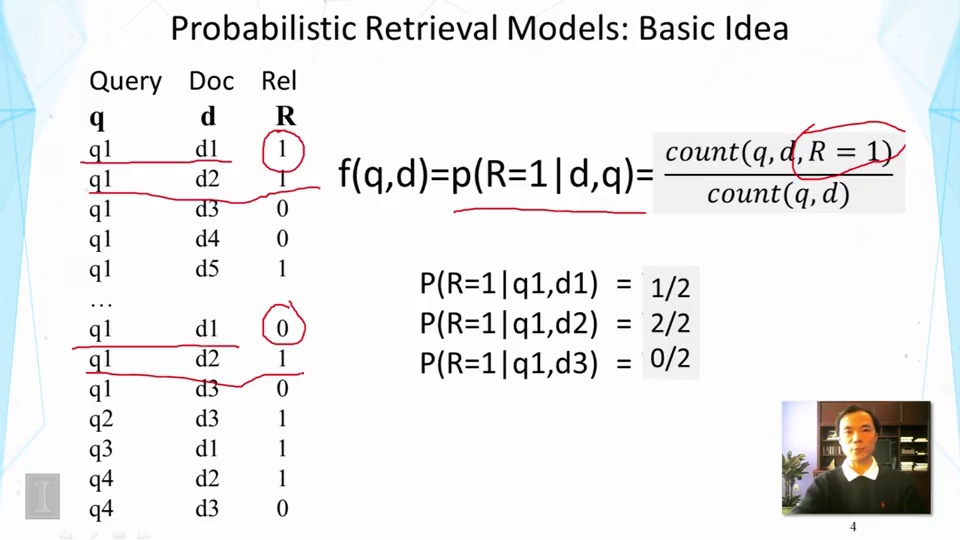 Probabilistic Retrieval Models: Basic Idea
Query Doc Rel
q d R
q1 d1 1
q1 d2 1
q1 d3 0
q1 d4 0
q1 d5 1
…
q1 d1 0
q1 d2 1
q1 d3 0
q2 d3 1
q3 d1 1
q4 d2 1
q4 d3 0
f(q,d)=p(R=1|d,q)=
count(q, d, R = 1)
count(q, d)
P(R=1|q1,d1) = 1/2
P(R=1|q1,d2) = 2/2
P(R=1|q1,d3) = 0/2
I
4